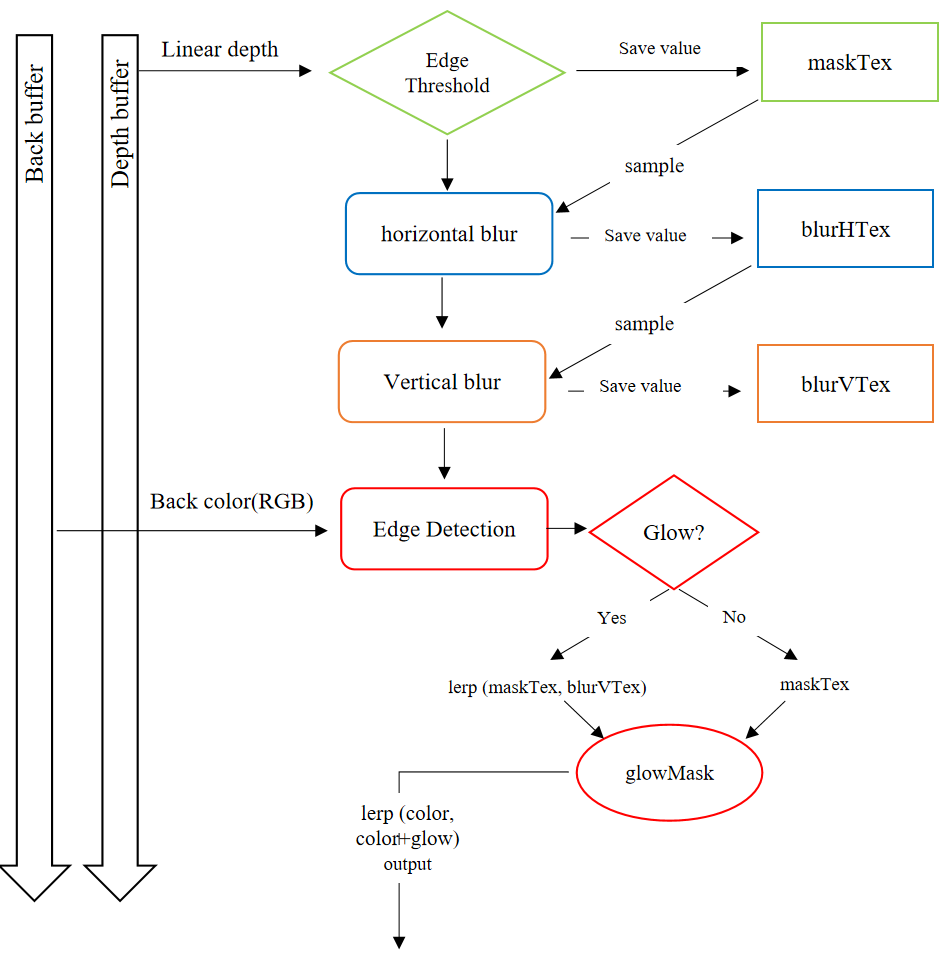 Back buffer
Depth buffer
Linear depth
Edge
Threshold
Save value
maskTex
sample
horizontal blur
Save value
blurHTex
sample
Vertical blur
Save value
blurVTex
Back color(RGB)
Edge Detection
Glow?
Yes
No
lerp (maskTex, blurVTex)
maskTex
glowMask
lerp (color,
color+glow)
output